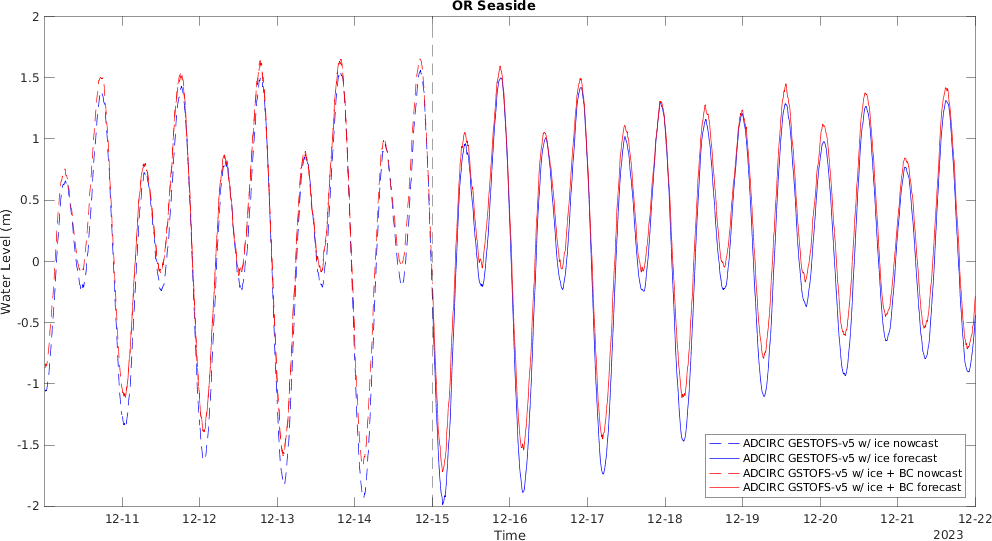 OR Seaside
2
1.5
1
0.5
0
-0.5
-1
-1.5
-2
Water Level (m)
12-11 12-12 12-13 12-14 12-15 12-16 12-17 12-18 12-19 12-20 12-21 12-22
Time
2023
ADCIRC GESTOFS-v5 w/ ice nowcast
ADCIRC GESTOFS-v5 w/ ice forecast
ADCIRC GSTOFS-v5 w/ ice + BC nowcast
ADCIRC GSTOFS-v5 w/ ice + BC forecast